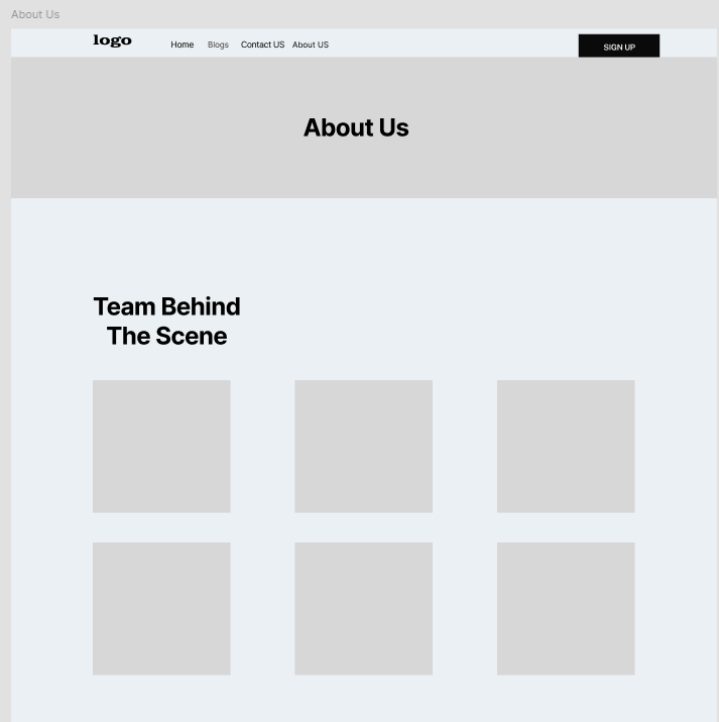 About Us
logo
Home Blogs Contact US About US
SIGN UP
About Us
Team Behind
The Scene